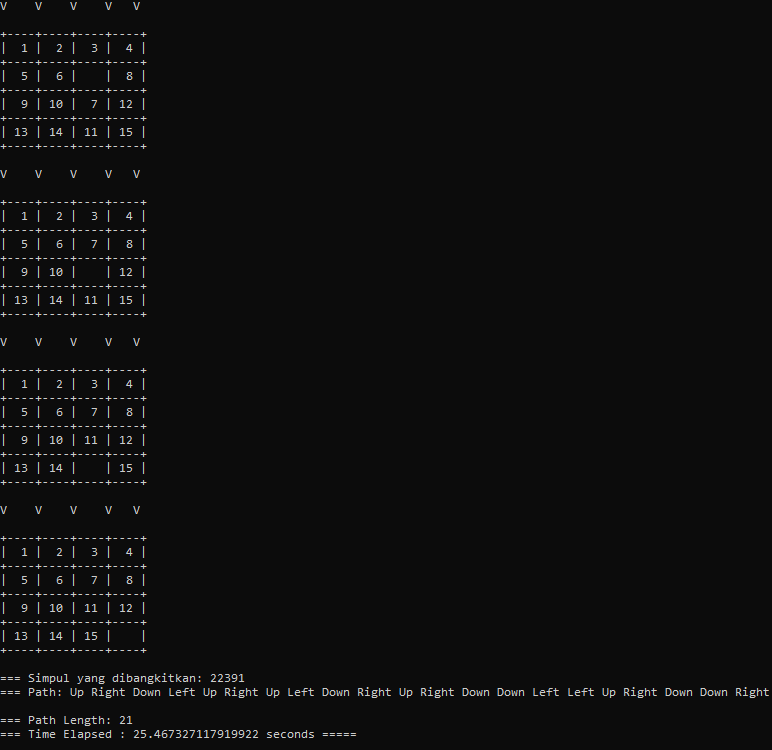 V    V    V    V   V

+----+----+----+----+
|  1 |  2 |  3 |  4 |
+----+----+----+----+
|  5 |  6 |    |  8 |
+----+----+----+----+
|  9 | 10 |  7 | 12 |
+----+----+----+----+
| 13 | 14 | 11 | 15 |
+----+----+----+----+

V    V    V    V   V

+----+----+----+----+
|  1 |  2 |  3 |  4 |
+----+----+----+----+
|  5 |  6 |  7 |  8 |
+----+----+----+----+
|  9 | 10 |    | 12 |
+----+----+----+----+
| 13 | 14 | 11 | 15 |
+----+----+----+----+

V    V    V    V   V

+----+----+----+----+
|  1 |  2 |  3 |  4 |
+----+----+----+----+
|  5 |  6 |  7 |  8 |
+----+----+----+----+
|  9 | 10 | 11 | 12 |
+----+----+----+----+
| 13 | 14 |    | 15 |
+----+----+----+----+

V    V    V    V   V

+----+----+----+----+
|  1 |  2 |  3 |  4 |
+----+----+----+----+
|  5 |  6 |  7 |  8 |
+----+----+----+----+
|  9 | 10 | 11 | 12 |
+----+----+----+----+
| 13 | 14 | 15 |    |
+----+----+----+----+

=== Simpul yang dibangkitkan: 22391
=== Path: Up Right Down Left Up Right Up Left Down Right Up Right Down Down Left Left Up Right Down Down Right

=== Path Length: 21
=== Time Elapsed : 25.467327117919922 seconds =====